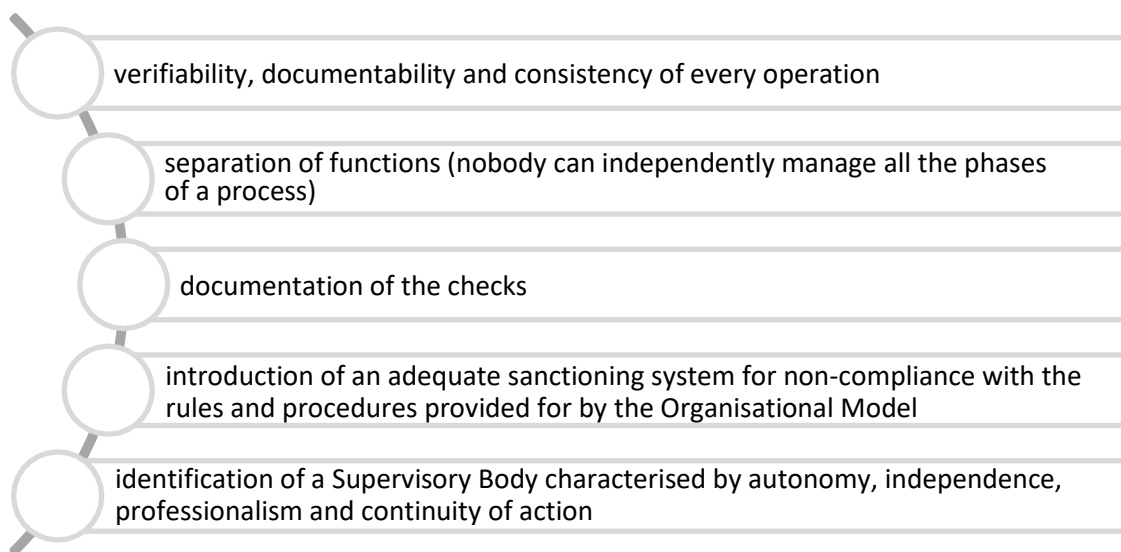 verifiability, documentability and consistency of every operation
separation of functions (nobody can independently manage all the phases
of a process)
documentation of the checks
introduction of an adequate sanctioning system for non-compliance with the
rules and procedures provided for by the Organisational Model
identification of a Supervisory Body characterised by autonomy, independence,
professionalism and continuity of action